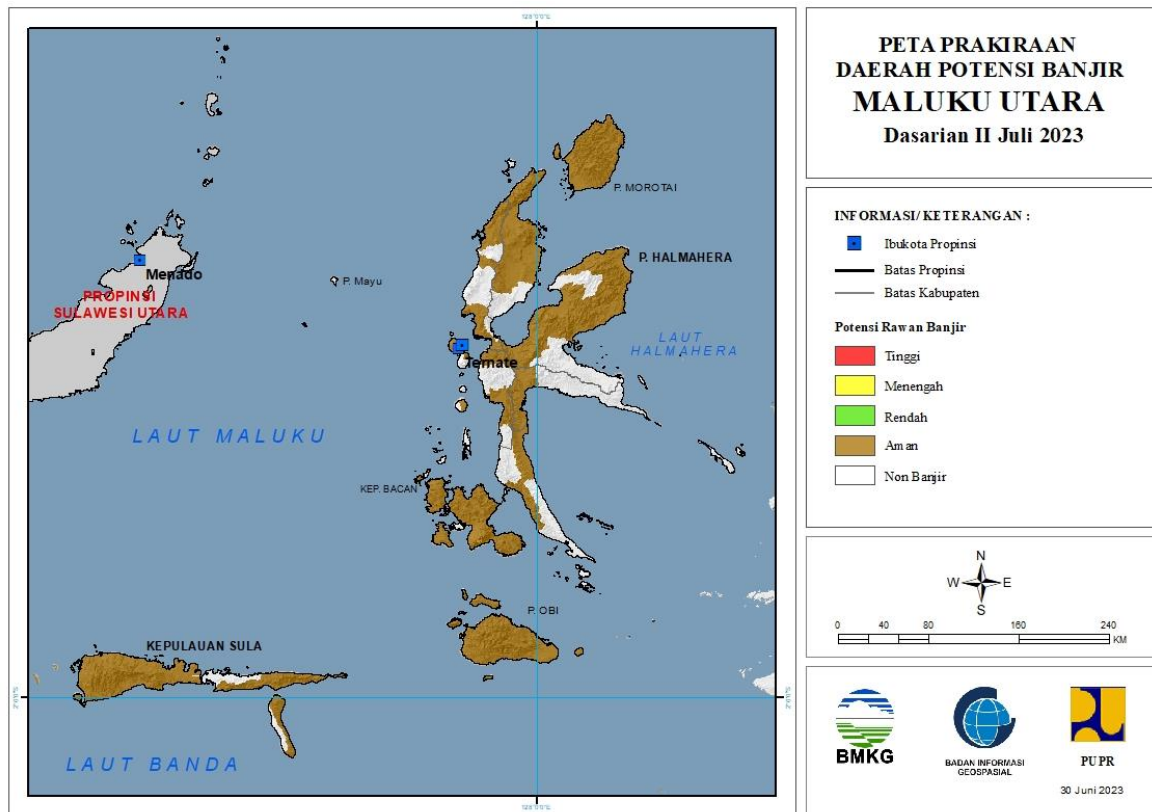 128°0'0"E
PETA PRAKIRAAN
DAERAH POTENSI BANJIR
MALUKU UTARA
Dasarian II Juli 2023
P. MOROTAI
P. HALMAHERA
Menado
PROPINSI
SULAWESI UTARA
P. Mayu
LAUT
HALMAHERA
Ternate
LAUT MALUKU
KEP. BACAN
P. OBI
KEPULAUAN SULA
LAUT BANDA
INFORMASI/ KETERANGAN :
Ibukota Propinsi
Batas Propinsi
Batas Kabupaten
Potensi Rawan Banjir
Tinggi
Menengah
Rendah
Aman
Non Banjir
N
W E
S
0 40 80 160 240
KM
BMKG
BADAN INFORMASI
GEOSPASIAL
PUPR
30 Juni 2023